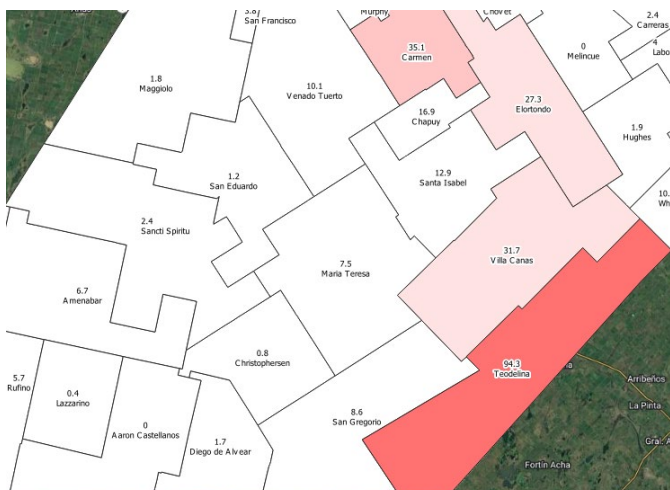 3.8
San Francisco
Murphy
Chovet
2.4
Carreras
35.1
Carmen
0
Melincue
4
Labo
1.8
Maggiolo
10.1
Venado Tuerto
27.3
Elortondo
16.9
Chapuy
1.9
Hughes
1.2
San Eduardo
12.9
Santa Isabel
10.
Wh
2.4
Sancti Spiritu
7.5
Maria Teresa
31.7
Villa Canas
6.7
Amenabar
0.8
Christophersen
94.3
Teodelina
na
5.7
Rufino
0.4
Lazzarino
Arribeños
La Pinta
8.6
San Gregorio
0
Aaron Castellanos
1.7
Diego de Alvear
Gral. A
Fortín Acha